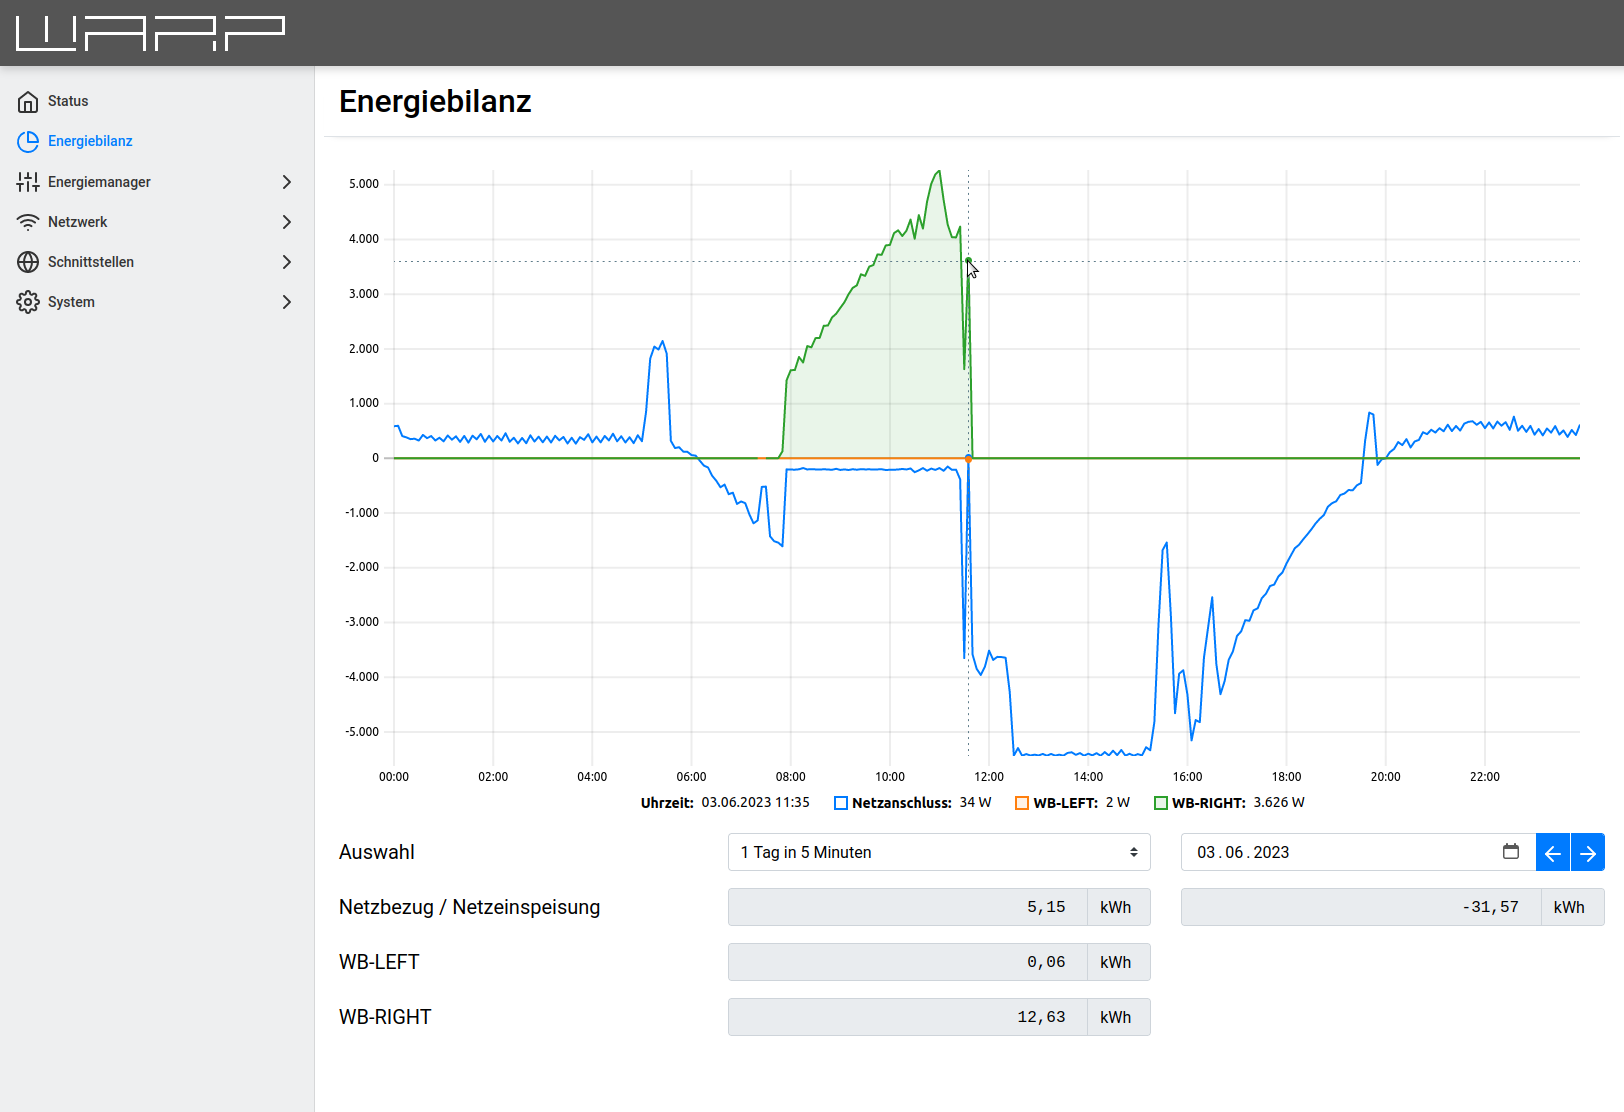 WARP
Status
Energiebilanz
Energiemanager
Netzwerk
Schnittstellen
System
Energiebilanz
5.000
4.000
3.000
2.000
1.000
0
-1.000
-2.000
-3.000
-4.000
-5.000
00:00 02:00 04:00 06:00 08:00 10:00 12:00 14:00 16:00 18:00 20:00 22:00
Uhrzeit: 03.06.2023 11:35 Netzanschluss: 34 W WB-LEFT: 2 W WB-RIGHT: 3.626 W
Auswahl 1 Tag in 5 Minuten 03.06.2023
Netzbezug / Netzeinspeisung 5,15 kWh -31,57 kWh
WB-LEFT 0,06 kWh
WB-RIGHT 12,63 kWh